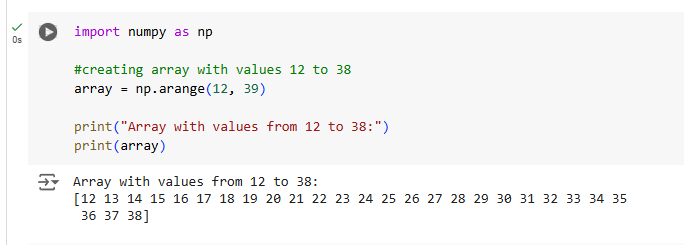 0s
import numpy as np
#creating array with values 12 to 38
array = np.arange(12, 39)
print("Array with values from 12 to 38:")
print(array)
Array with values from 12 to 38:
[12 13 14 15 16 17 18 19 20 21 22 23 24 25 26 27 28 29 30 31 32 33 34 35
36 37 38]